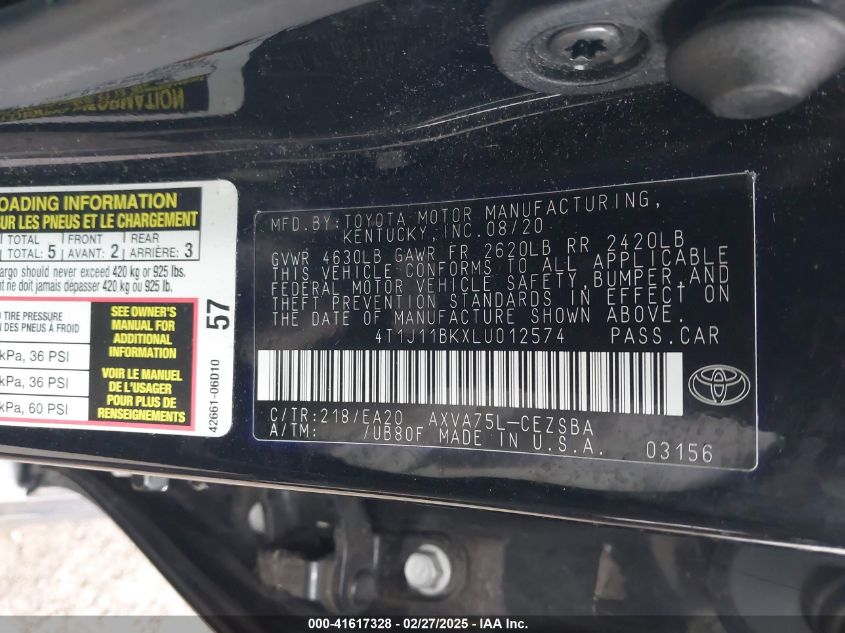 OADING INFORMATION
UR LES PNEUS ET LE CHARGEMENT
TOTAL FRONT REAR
TOTAL: 5 AVANT: 2 ARRIÈRE: 3
argo should never exceed 420 kg or 925 lbs.
nt ne doit jamais dépasser 420 kg ou 925 lb.
TIRE PRESSURE
DES PNEUS À FROID
kPa, 36 PSI
kPa, 36 PSI
kPa, 60 PSI
SEE OWNER'S
MANUAL FOR
ADDITIONAL
INFORMATION
VOIR LE MANUEL
DE L'USAGER
POUR PLUS DE
RENSEIGNEMENTS
57
42661-06D10
MFD.BY:TOYOTA MOTOR MANUFACTURING,
KENTUCKY, INC.08/20
GVWR 4630LB GAWR FR 2620LB RR 2420LB
THIS VEHICLE CONFORMS TO ALL APPLICABLE
FEDERAL MOTOR VEHICLE SAFETY,BUMPER,AND
THEFT PREVENTION STANDARDS IN EFFECT ON
THE DATE OF MANUFACTURE SHOWN ABOVE.
4T1J11BKXLU012574 PASS.CAR
C/TR:218/EA20 AXVA75L-CEZSBA
A/TM: /UB80F MADE IN U.S.A.
03156
000-41617328 - 02/27/2025 - IAA Inc.